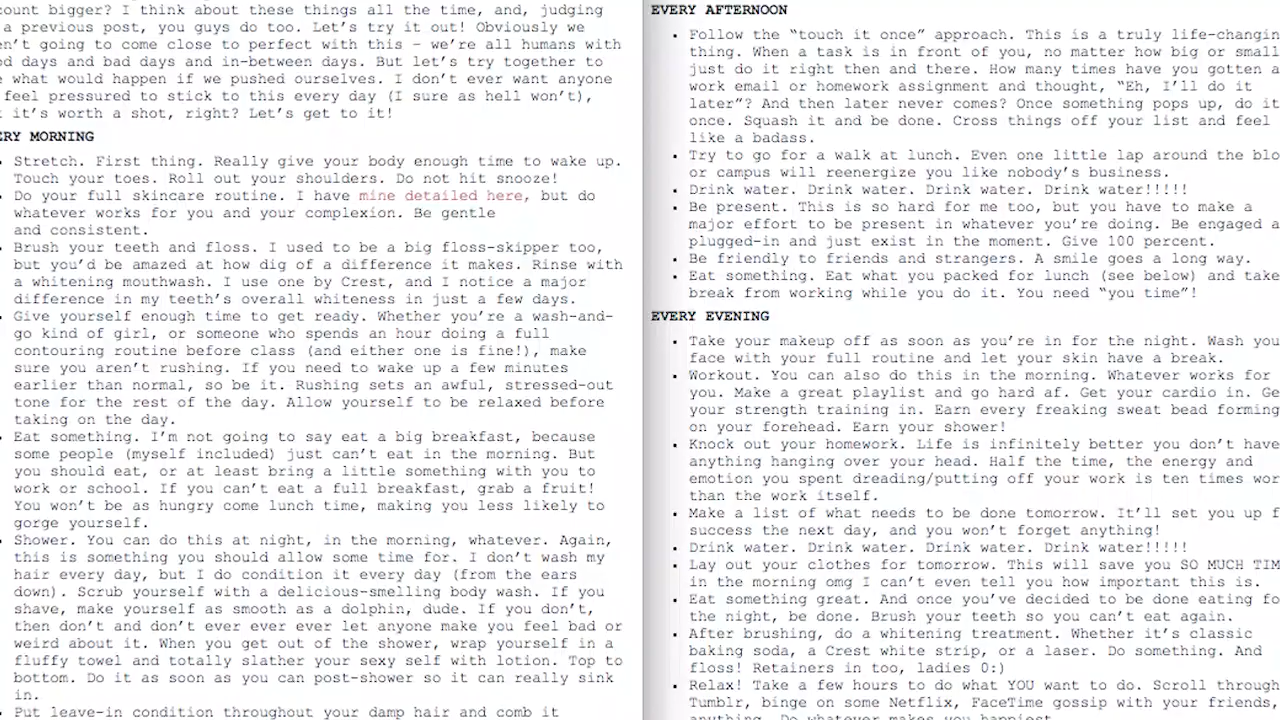 count bigger? I think about these things all the time, and, judging
a previous post, you guys do too. Let's try it out! Obviously we
going to come close to perfect with this – we're all humans with
days and bad days and in-between days. But let's try together to
what would happen if we pushed ourselves. I don't ever want anyone
feel pressured to stick to this every day (I sure as hell won't),
it's worth a shot, right? Let's get to it!
MORNING
▪ Stretch. First thing. Really give your body enough time to wake up.
Touch your toes. Roll out your shoulders. Do not hit snooze!
▪ Do your full skincare routine. I have mine detailed here, but do
whatever works for you and your complexion. Be gentle
and consistent.
▪ Brush your teeth and floss. I used to be a big floss-skipper too,
but you'd be amazed at how dig of a difference it makes. Rinse with
a whitening mouthwash. I use one by Crest, and I notice a major
difference in my teeth's overall whiteness in just a few days.
▪ Give yourself enough time to get ready. Whether you're a wash-and-
go kind of girl, or someone who spends an hour doing a full
contouring routine before class (and either one is fine!), make
sure you aren't rushing. If you need to wake up a few minutes
earlier than normal, so be it. Rushing sets an awful, stressed-out
tone for the rest of the day. Allow yourself to be relaxed before
taking on the day.
▪ Eat something. I'm not going to say eat a big breakfast, because
some people (myself included) just can't eat in the morning. But
you should eat, or at least bring a little something with you to
work or school. If you can't eat a full breakfast, grab a fruit!
You won't be as hungry come lunch time, making you less likely to
gorge yourself.
▪ Shower. You can do this at night, in the morning, whatever. Again,
this is something you should allow some time for. I don't wash my
hair every day, but I do condition it every day (from the ears
down). Scrub yourself with a delicious-smelling body wash. If you
shave, make yourself as smooth as a dolphin, dude. If you don't,
then don't and don't ever ever ever let anyone make you feel bad or
weird about it. When you get out of the shower, wrap yourself in a
fluffy towel and totally slather your sexy self with lotion. Top to
bottom. Do it as soon as you can post-shower so it can really sink
in.
▪ Put leave-in condition throughout your damp hair and comb it
EVERY AFTERNOON
▪ Follow the "touch it once" approach. This is a truly life-changin
thing. When a task is in front of you, no matter how big or small
just do it right then and there. How many times have you gotten a
work email or homework assignment and thought, "Eh, I'll do it
later"? And then later never comes? Once something pops up, do it
once. Squash it and be done. Cross things off your list and feel
like a badass.
▪ Try to go for a walk at lunch. Even one little lap around the blo
or campus will reenergize you like nobody's business.
▪ Drink water. Drink water. Drink water. Drink water!!!!!
▪ Be present. This is so hard for me too, but you have to make a
major effort to be present in whatever you're doing. Be engaged a
plugged-in and just exist in the moment. Give 100 percent.
▪ Be friendly to friends and strangers. A smile goes a long way.
▪ Eat something. Eat what you packed for lunch (see below) and take
break from working while you do it. You need "you time"!
EVERY EVENING
▪ Take your makeup off as soon as you're in for the night. Wash you
face with your full routine and let your skin have a break.
▪ Workout. You can also do this in the morning. Whatever works for
you. Make a great playlist and go hard af. Get your cardio in. Ge
your strength training in. Earn every freaking sweat bead forming
on your forehead. Earn your shower!
▪ Knock out your homework. Life is infinitely better you don't have
anything hanging over your head. Half the time, the energy and
emotion you spent dreading/putting off your work is ten times wor
than the work itself.
▪ Make a list of what needs to be done tomorrow. It'll set you up f
success the next day, and you won't forget anything!
▪ Drink water. Drink water. Drink water. Drink water!!!!!
▪ Lay out your clothes for tomorrow. This will save you SO MUCH TIM
in the morning omg I can't even tell you how important this is.
▪ Eat something great. And once you've decided to be done eating fo
the night, be done. Brush your teeth so you can't eat again.
▪ After brushing, do a whitening treatment. Whether it's classic
baking soda, a Crest white strip, or a laser. Do something. And
floss! Retainers in too, ladies 0:)
▪ Relax! Take a few hours to do what YOU want to do. Scroll through
Tumblr, binge on some Netflix, FaceTime gossip with your friends,
anything. Do whatever makes you happiest.